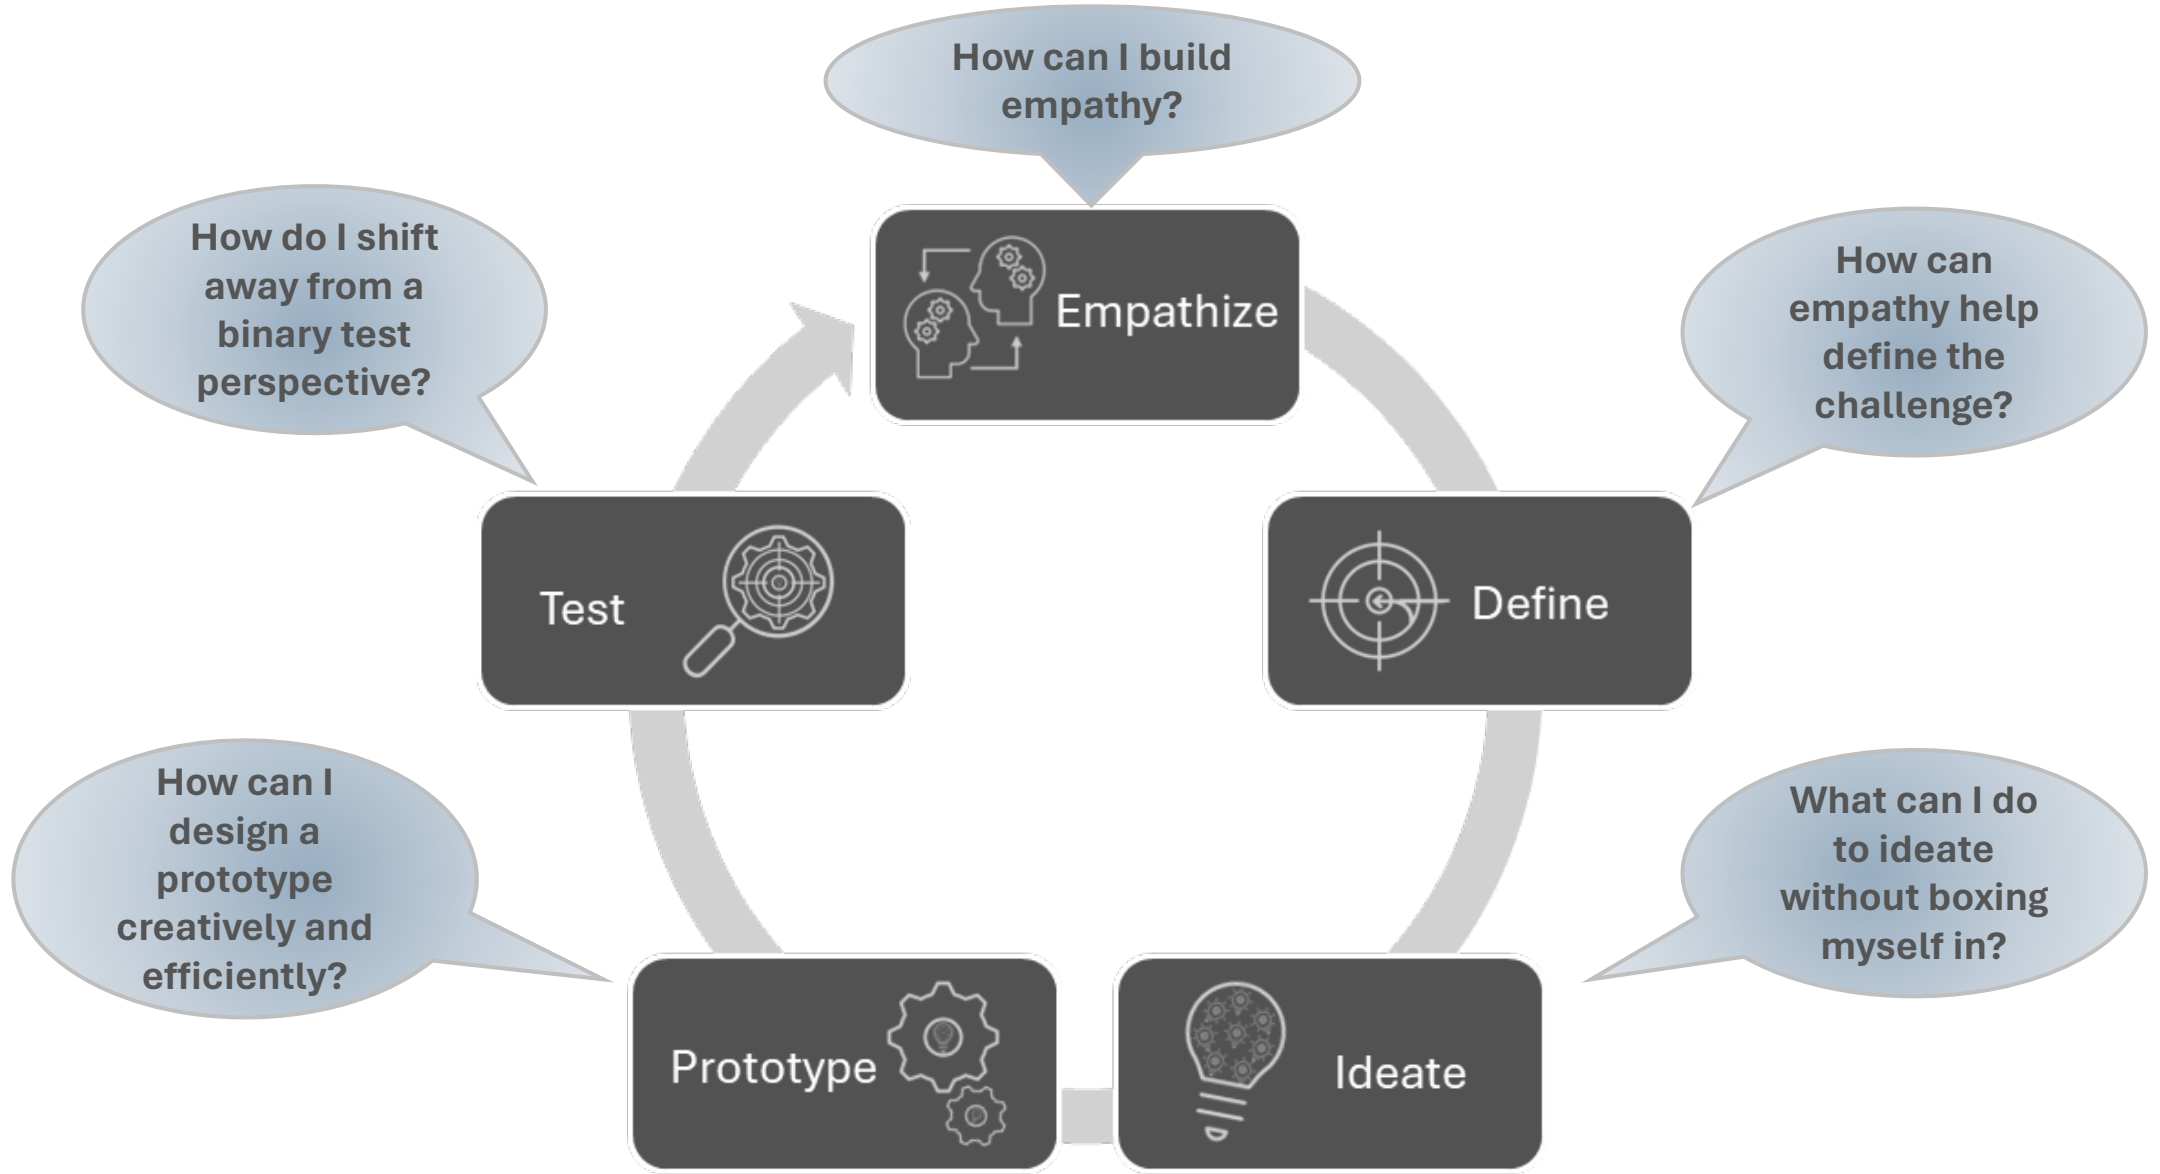 How can I build
empathy?
Empathize
How can
empathy help
define the
challenge?
Define
What can I do
to ideate
without boxing
myself in?
Ideate
How can I
design a
prototype
creatively and
efficiently?
Prototype
How do I shift
away from a
binary test
perspective?
Test